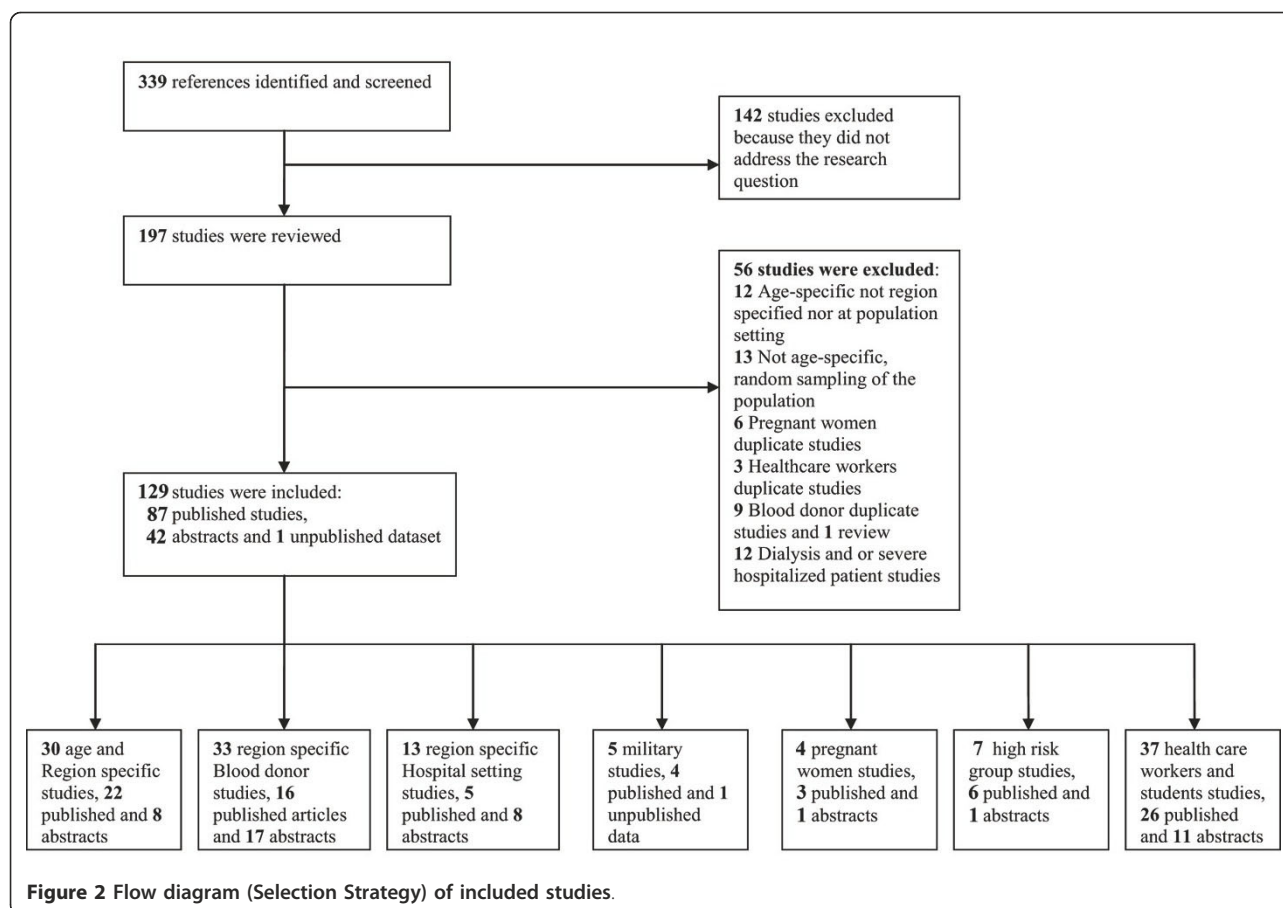 339 references identified and screened
142 studies excluded
because they did not
address the research
question
197 studies were reviewed
56 studies were excluded:
12 Age-specific not region
specified nor at population
setting
13 Not age-specific,
random sampling of the
population
6 Pregnant women
duplicate studies
3 Healthcare workers
duplicate studies
9 Blood donor duplicate
studies and 1 review
12 Dialysis and or severe
hospitalized patient studies
129 studies were included:
87 published studies,
42 abstracts and 1 unpublished dataset
30 age and
Region specific
studies, 22
published and 8
abstracts
33 region specific
Blood donor
studies, 16
published articles
and 17 abstracts
13 region specific
Hospital setting
studies, 5
published and 8
abstracts
5 military
studies, 4
published and 1
unpublished
data
4 pregnant
women studies,
3 published and
1 abstracts
7 high risk
group studies,
6 published and
1 abstracts
37 health care
workers and
students studies,
26 published
and 11 abstracts
Figure 2 Flow diagram (Selection Strategy) of included studies.